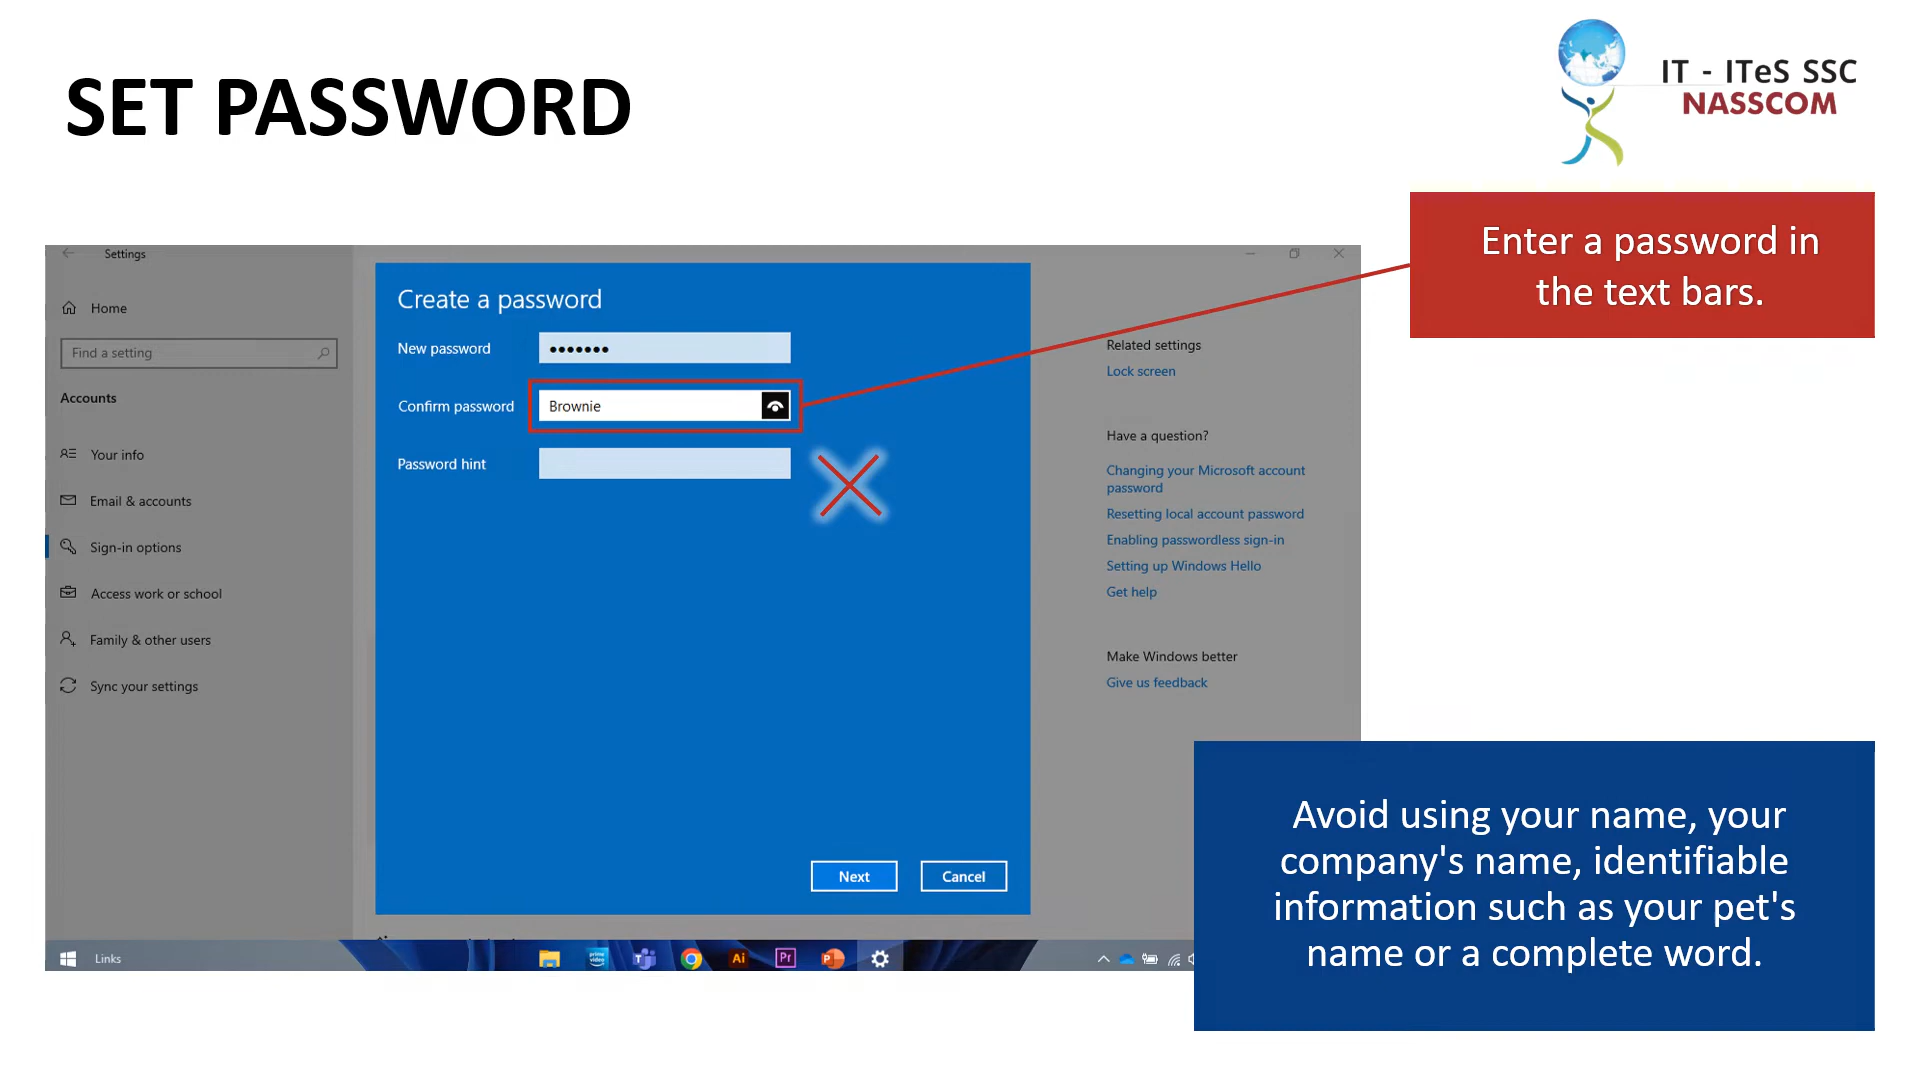 SET PASSWORD
IT - ITeS SSC
NASSCOM
Enter a password in
the text bars.
Settings
Home
Find a setting
Accounts
Your info
Email & accounts
Sign-in options
Access work or school
Family & other users
Sync your settings
Create a password
New password
Confirm password
Brownie
Password hint
Next
Cancel
Related settings
Lock screen
Have a question?
Changing your Microsoft account
password
Resetting local account password
Enabling passwordless sign-in
Setting up Windows Hello
Get help
Make Windows better
Give us feedback
Avoid using your name, your
company's name, identifiable
information such as your pet's
name or a complete word.
Links
prime video
Ai
Pr